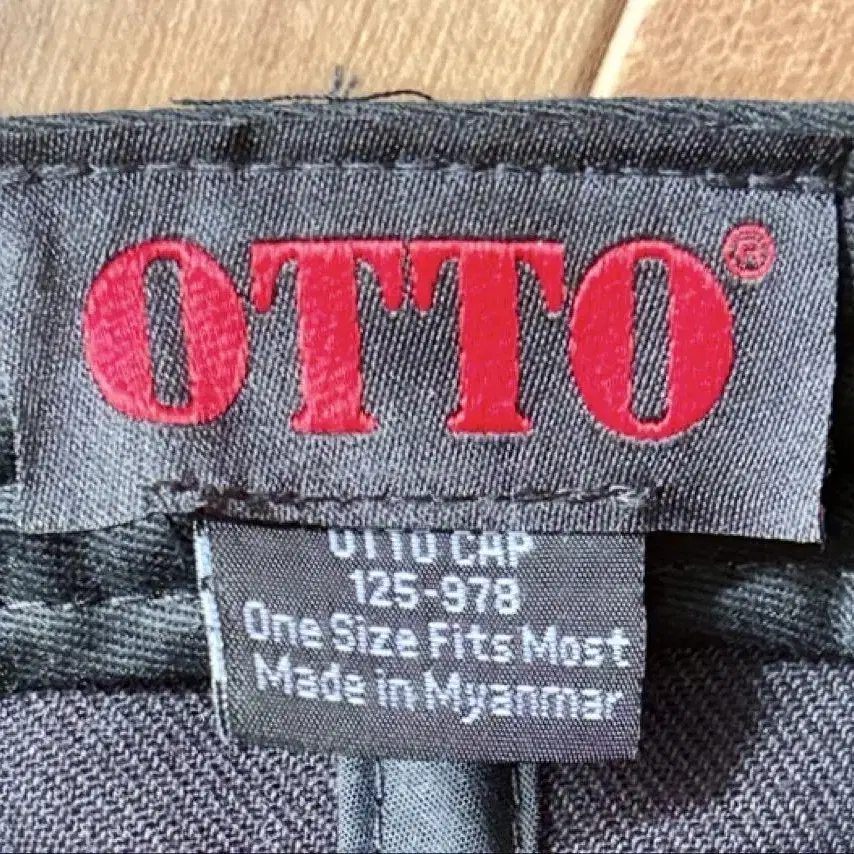 OTTO®
OTTO CAP
125-978
One Size Fits Most
Made in Myanmar